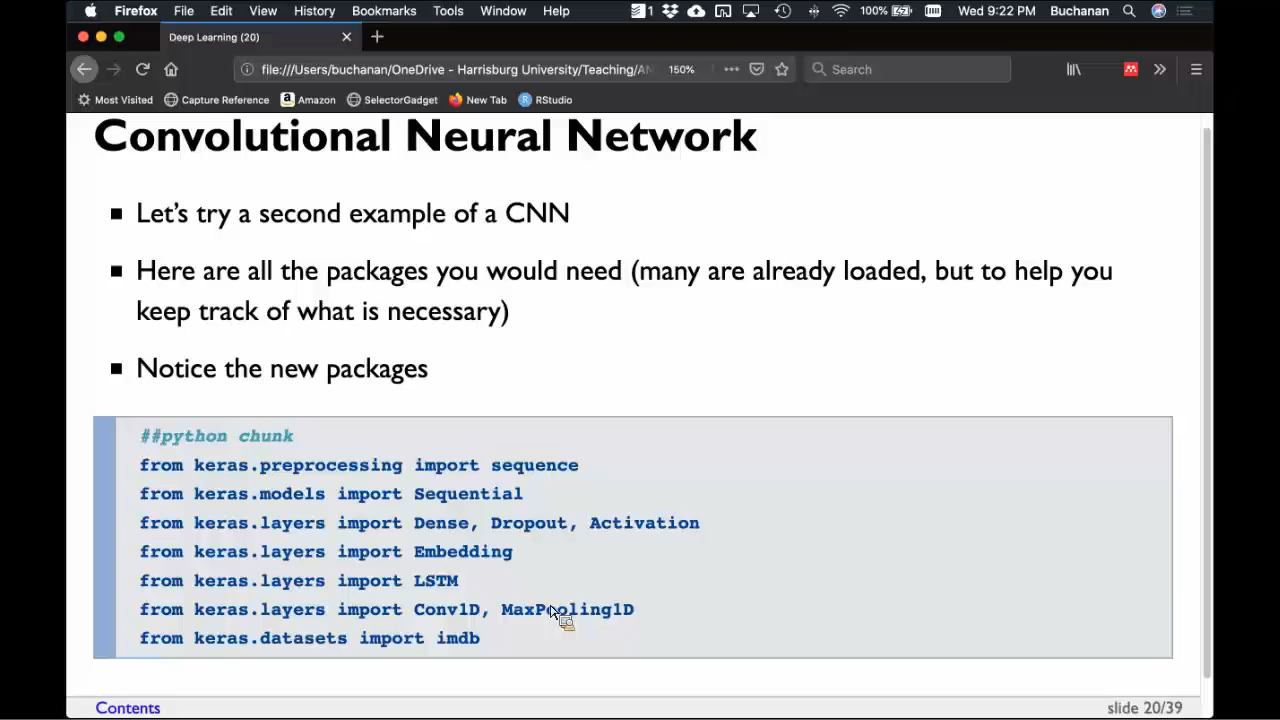 Firefox File Edit View History Bookmarks Tools Window Help 1 100% Wed 9:22 PM Buchanan
Deep Learning (20)
file:///Users/buchanan/OneDrive - Harrisburg University/Teaching/AN 150% Search
Most Visited Capture Reference Amazon SelectorGadget New Tab RStudio
Convolutional Neural Network
Let's try a second example of a CNN
Here are all the packages you would need (many are already loaded, but to help you
keep track of what is necessary)
Notice the new packages
##python chunk
from keras.preprocessing import sequence
from keras.models import Sequential
from keras.layers import Dense, Dropout, Activation
from keras.layers import Embedding
from keras.layers import LSTM
from keras.layers import Conv1D, MaxPooling1D
from keras.datasets import imdb
Contents slide 20/39